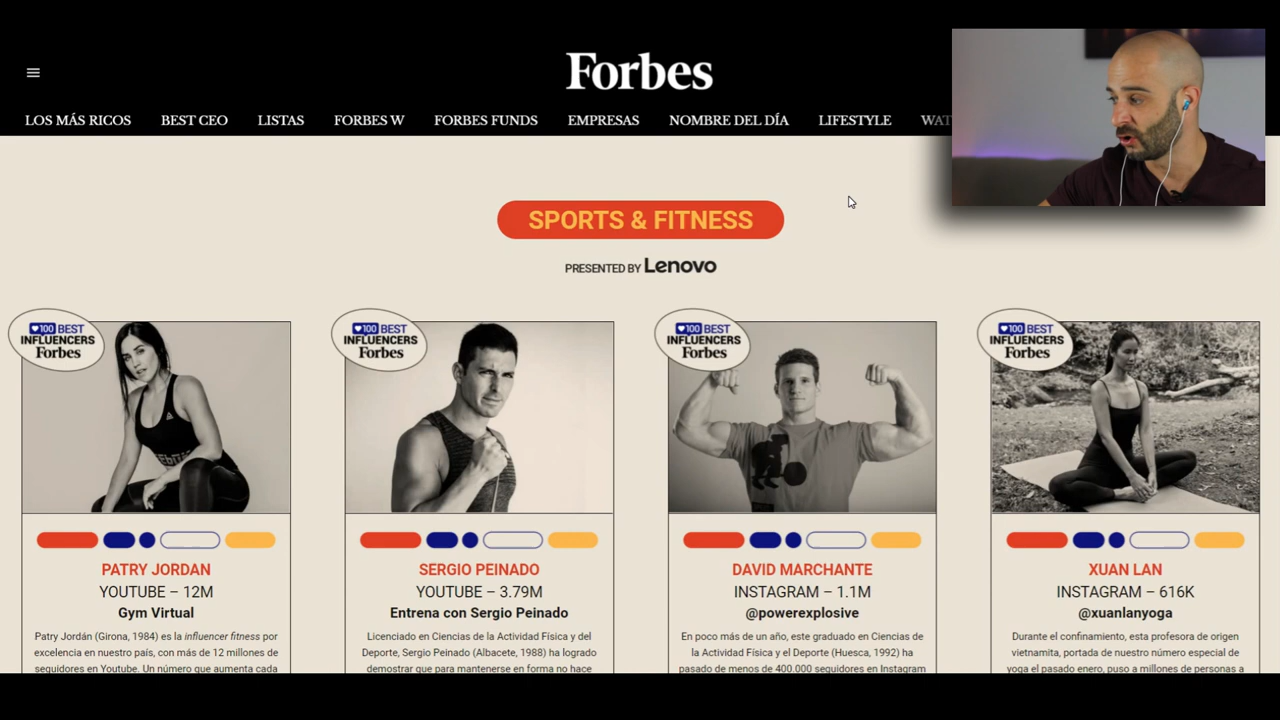 Forbes
LOS MÁS RICOS BEST CEO LISTAS FORBES W FORBES FUNDS EMPRESAS NOMBRE DEL DÍA LIFESTYLE WAT
SPORTS & FITNESS
PRESENTED BY Lenovo
100 BEST
INFLUENCERS
Forbes
PATRY JORDAN
YOUTUBE – 12M
Gym Virtual
Patry Jordán (Girona, 1984) es la influencer fitness por
excelencia en nuestro país, con más de 12 millones de
seguidores en Youtube. Un número que aumenta cada
100 BEST
INFLUENCERS
Forbes
SERGIO PEINADO
YOUTUBE – 3.79M
Entrena con Sergio Peinado
Licenciado en Ciencias de la Actividad Física y del
Deporte, Sergio Peinado (Albacete, 1988) ha logrado
demostrar que para mantenerse en forma no hace
100 BEST
INFLUENCERS
Forbes
DAVID MARCHANTE
INSTAGRAM – 1.1M
@powerexplosive
En poco más de un año, este graduado en Ciencias de
la Actividad Física y el Deporte (Huesca, 1992) ha
pasado de menos de 400.000 seguidores en Instagram
100 BEST
INFLUENCERS
Forbes
XUAN LAN
INSTAGRAM – 616K
@xuanlanyoga
Durante el confinamiento, esta profesora de origen
vietnamita, portada de nuestro número especial de
yoga el pasado enero, puso a millones de personas a